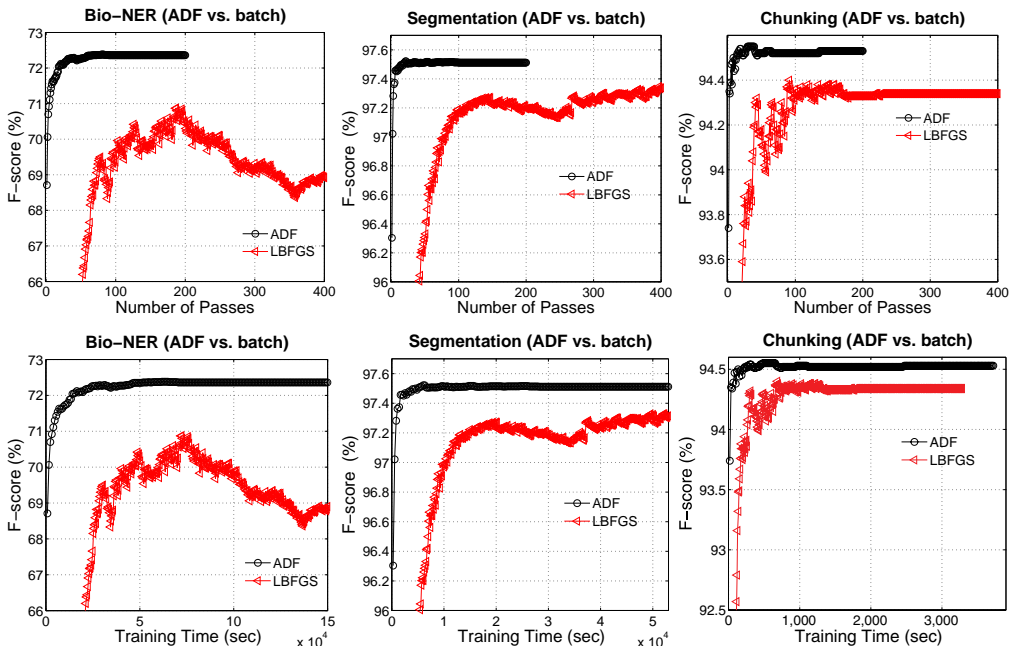 Bio−NER (ADF vs. batch)
73
72
71
70
69
68
67
66
0
100
200
300
400
F−score (%)
Number of Passes
ADF
LBFGS
Segmentation (ADF vs. batch)
97.6
97.4
97.2
97
96.8
96.6
96.4
96.2
96
0
100
200
300
400
F−score (%)
Number of Passes
ADF
LBFGS
Chunking (ADF vs. batch)
94.4
94.2
94
93.8
93.6
0
100
200
300
400
F−score (%)
Number of Passes
ADF
LBFGS
Bio−NER (ADF vs. batch)
73
72
71
70
69
68
67
66
0
5
10
15
x 10⁴
F−score (%)
Training Time (sec)
ADF
LBFGS
Segmentation (ADF vs. batch)
97.6
97.4
97.2
97
96.8
96.6
96.4
96.2
96
0
1
2
3
4
5
x 10⁴
F−score (%)
Training Time (sec)
ADF
LBFGS
Chunking (ADF vs. batch)
94.5
94
93.5
93
92.5
0
1,000
2,000
3,000
F−score (%)
Training Time (sec)
ADF
LBFGS